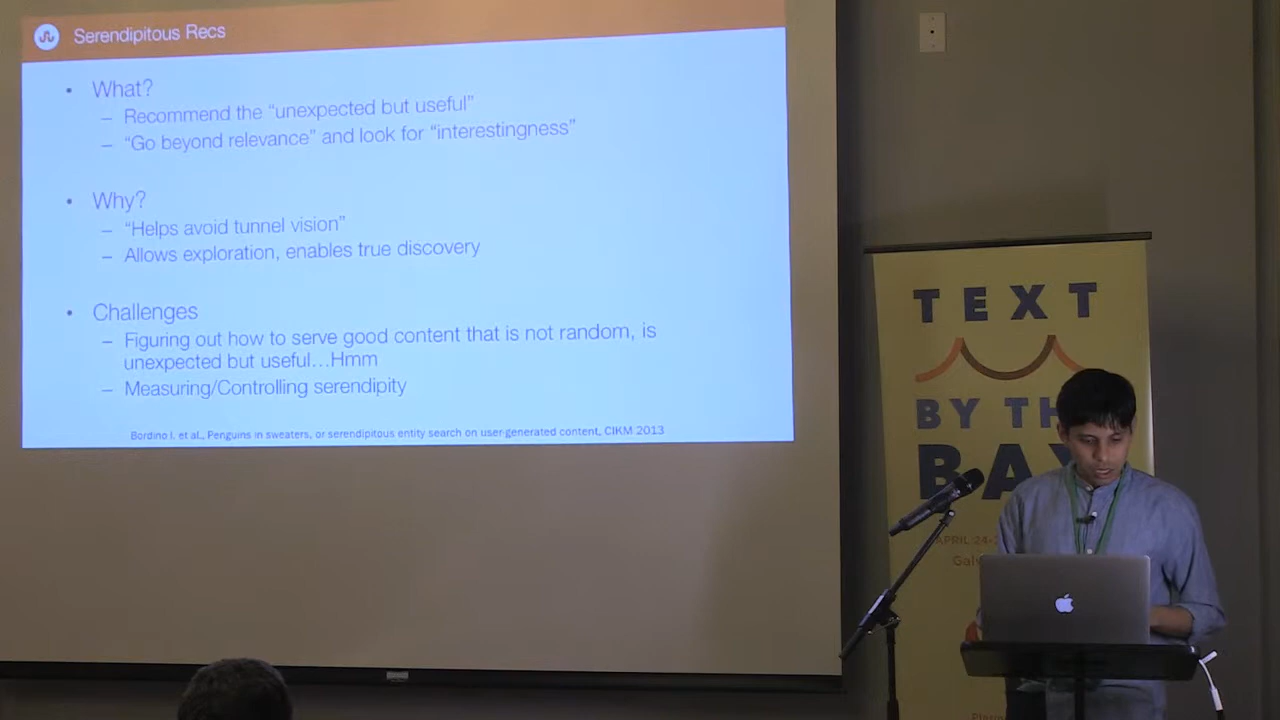 Serendipitous Recs
• What?
– Recommend the “unexpected but useful”
– “Go beyond relevance” and look for “interestingness”
• Why?
– “Helps avoid tunnel vision”
– Allows exploration, enables true discovery
• Challenges
– Figuring out how to serve good content that is not random, is
unexpected but useful…Hmm
– Measuring/Controlling serendipity
Bordino I. et al., Penguins in sweaters, or serendipitous entity search on user-generated content, CIKM 2013
TEXT
BY TH
BAY
APRIL 24-